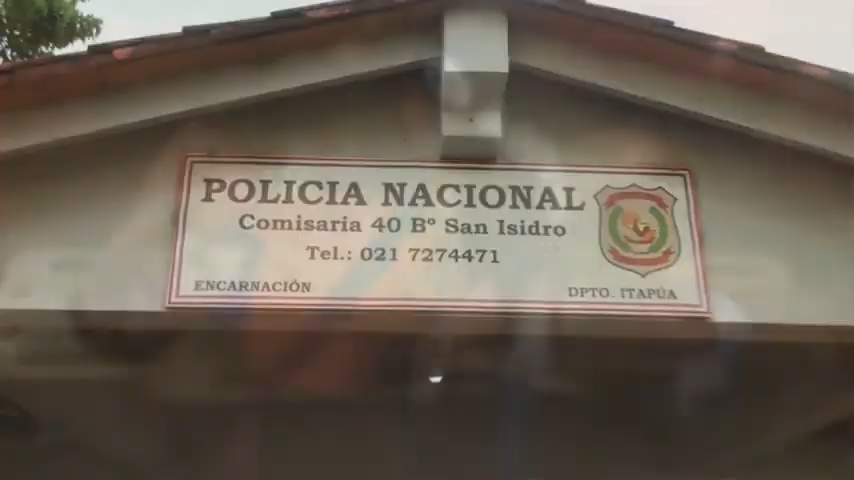 POLICIA NACIONAL
Comisaria 40 Bº San Isidro
Tel.: 021 7274471
ENCARNACIÓN
DPTO. ITAPÚA